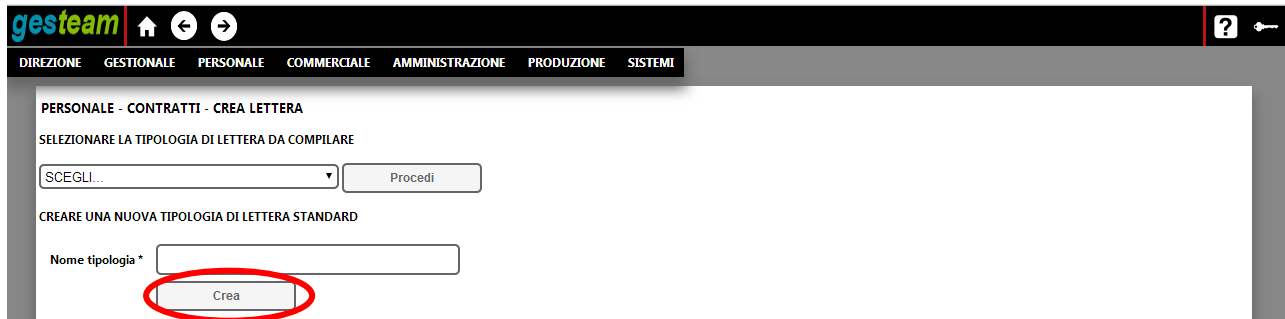 gesteam
?
DIREZIONE GESTIONALE PERSONALE COMMERCIALE AMMINISTRAZIONE PRODUZIONE SISTEMI
PERSONALE - CONTRATTI - CREA LETTERA
SELEZIONARE LA TIPOLOGIA DI LETTERA DA COMPILARE
SCEGLI... Procedi
CREARE UNA NUOVA TIPOLOGIA DI LETTERA STANDARD
Nome tipologia *
Crea